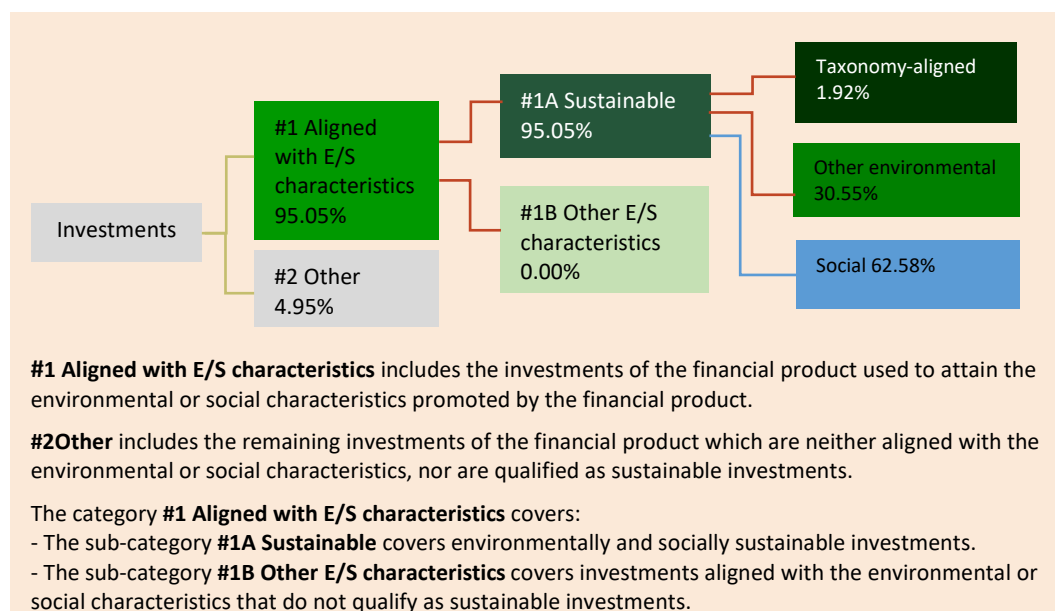 Investments
#1 Aligned
with E/S
characteristics
95.05%
#2 Other
4.95%
#1A Sustainable
95.05%
#1B Other E/S
characteristics
0.00%
Taxonomy-aligned
1.92%
Other environmental
30.55%
Social 62.58%
#1 Aligned with E/S characteristics includes the investments of the financial product used to attain the
environmental or social characteristics promoted by the financial product.
#2Other includes the remaining investments of the financial product which are neither aligned with the
environmental or social characteristics, nor are qualified as sustainable investments.
The category #1 Aligned with E/S characteristics covers:
- The sub-category #1A Sustainable covers environmentally and socially sustainable investments.
- The sub-category #1B Other E/S characteristics covers investments aligned with the environmental or
social characteristics that do not qualify as sustainable investments.